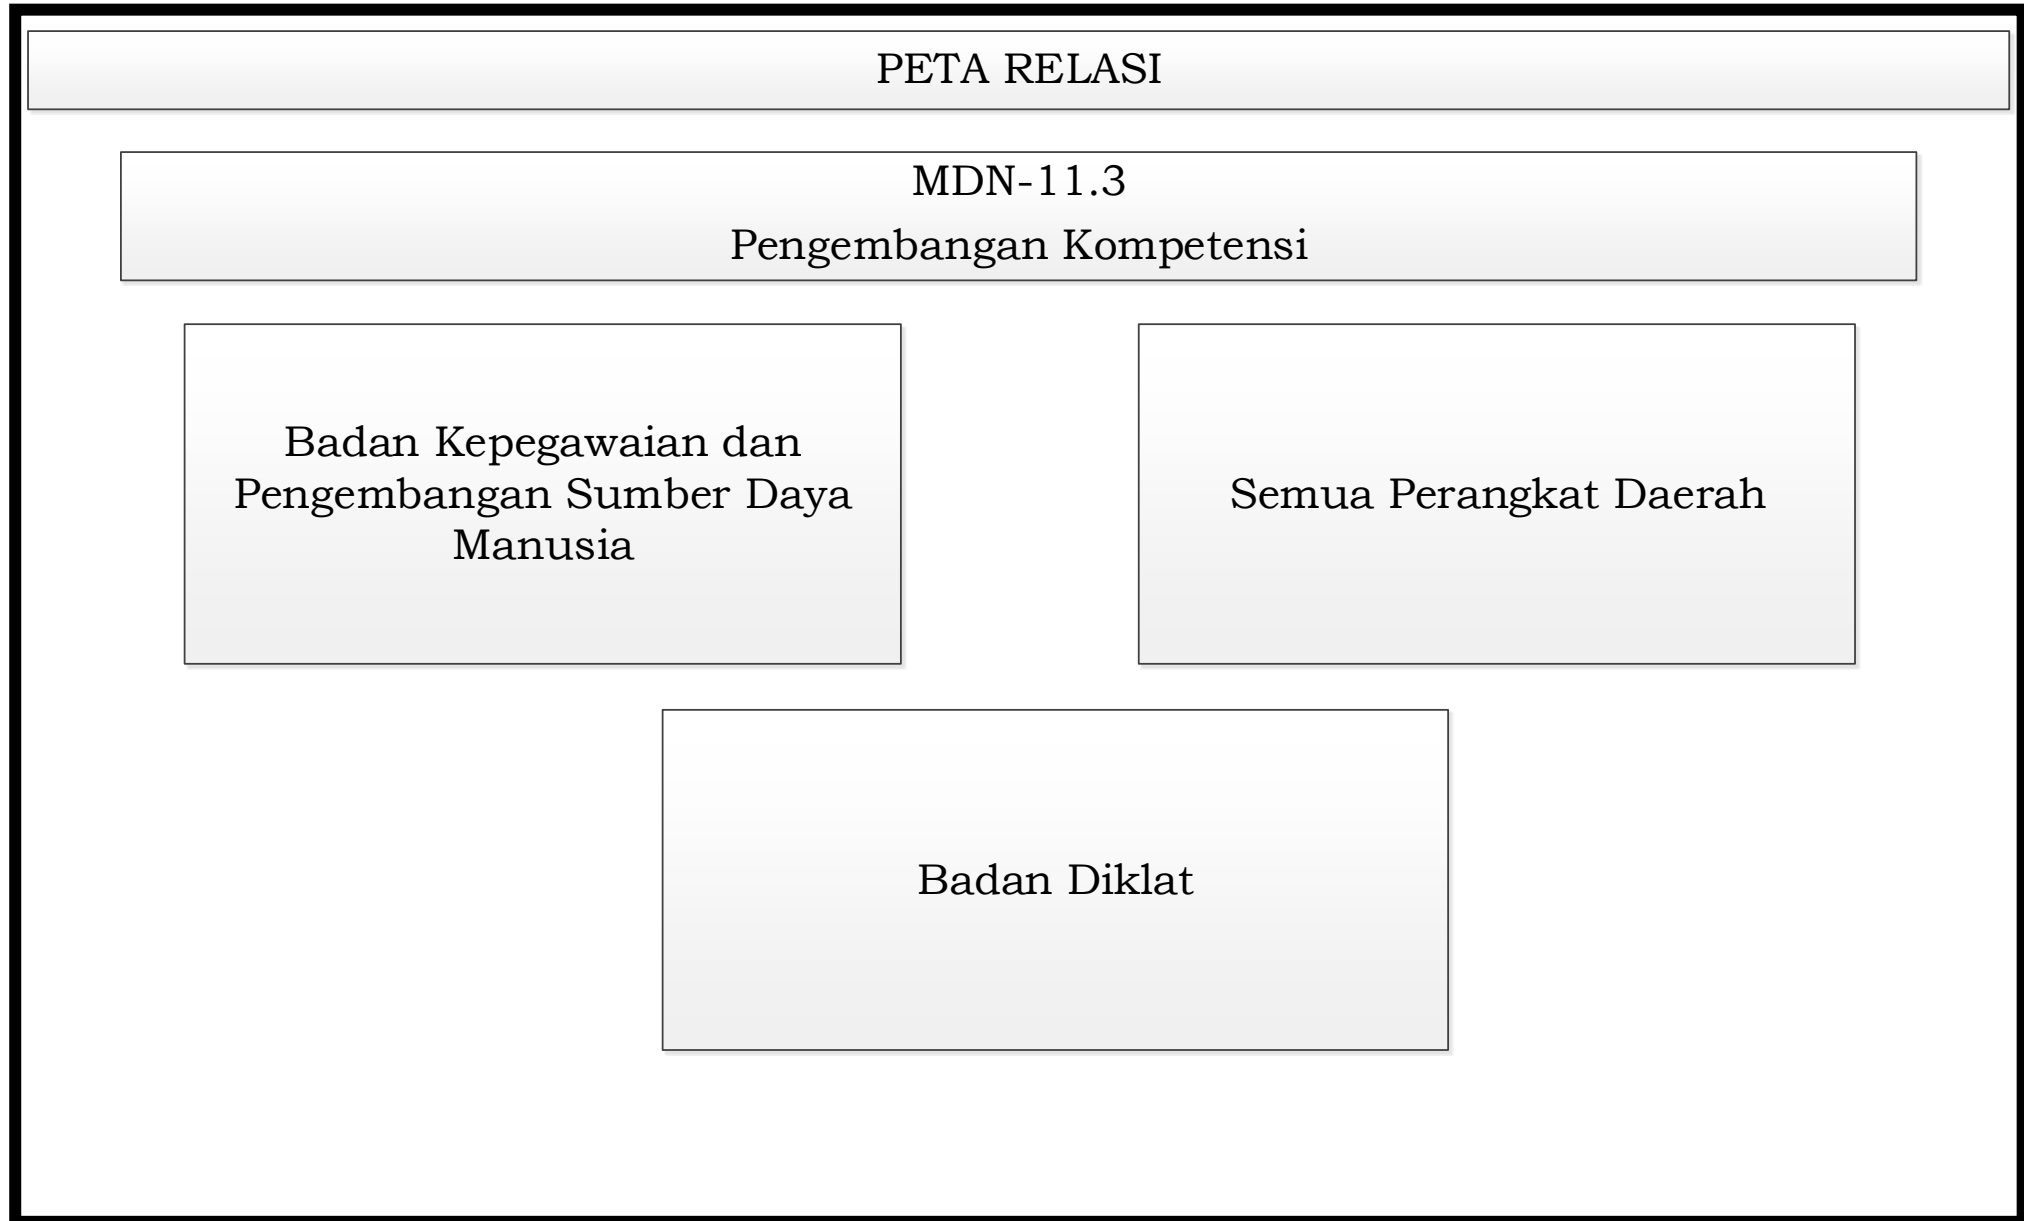 PETA RELASI
MDN-11.3
Pengembangan Kompetensi
Badan Kepegawaian dan
Pengembangan Sumber Daya
Manusia
Semua Perangkat Daerah
Badan Diklat